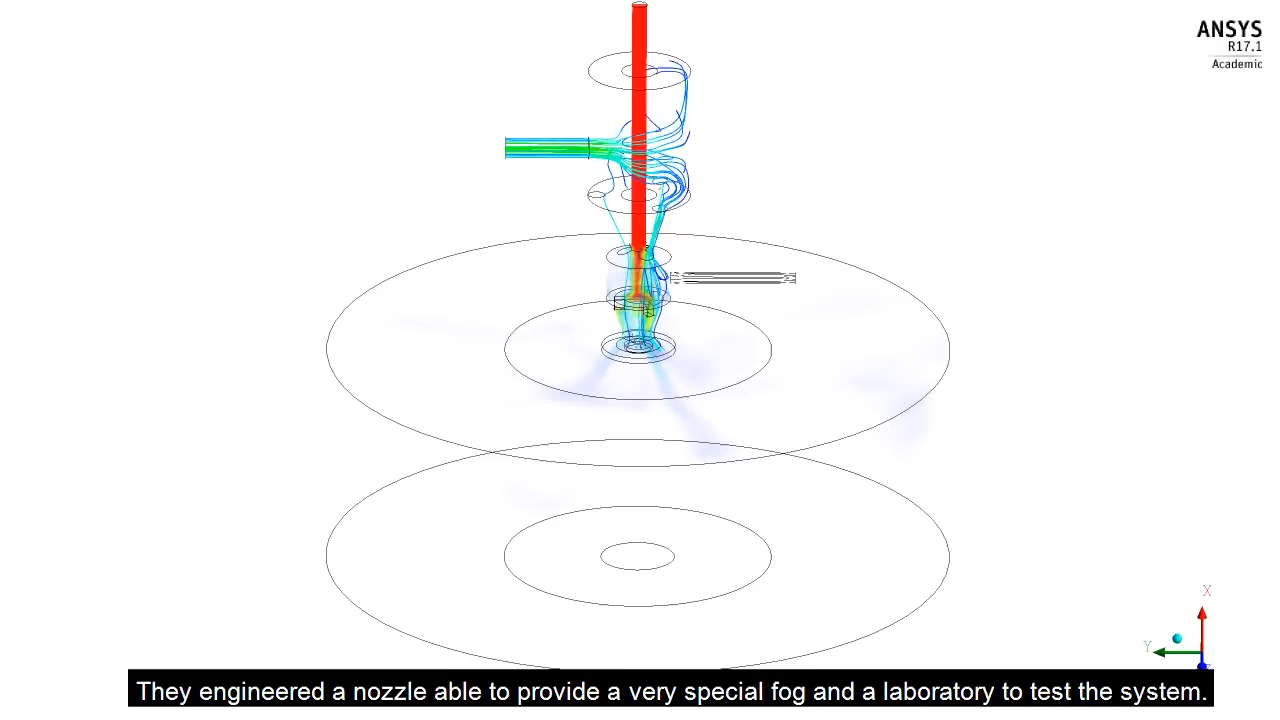 ANSYS
R17.1
Academic
X
Y
They engineered a nozzle able to provide a very special fog and a laboratory to test the system.